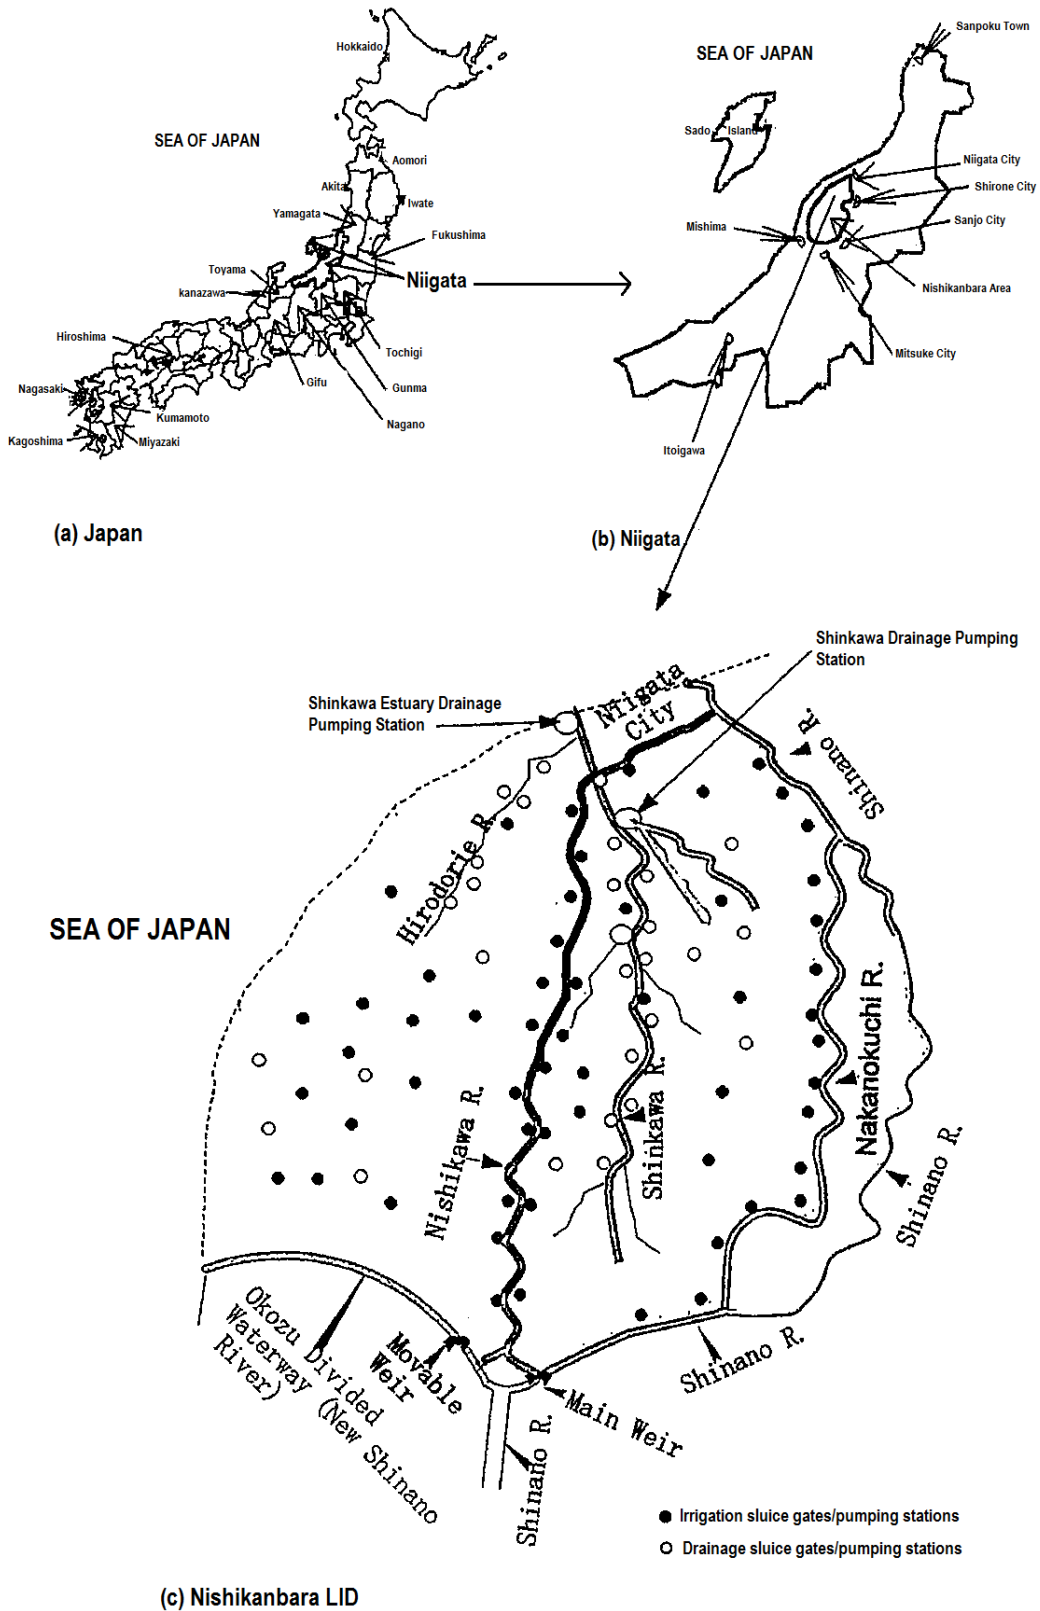 Hokkaido
SEA OF JAPAN
Aomori
Akita
Iwate
Yamagata
Fukushima
Toyama
Niigata
kanazawa
Hiroshima
Tochigi
Gifu
Gunma
Nagasaki
Kumamoto
Nagano
Kagoshima
Miyazaki
(a) Japan
Sanpoku Town
SEA OF JAPAN
Sado Island
Niigata City
Shirone City
Mishima
Sanjo City
Nishikanbara Area
Mitsuke City
Itoigawa
(b) Niigata
Shinkawa Drainage Pumping
Station
Shinkawa Estuary Drainage
Pumping Station
Niigata
City
Shinano R.
Hirodorie R.
SEA OF JAPAN
Nakanokuchi R.
Nishikawa R.
Shinkawa R.
Shinano R.
Okozu Divided
Waterway (New Shinano
River)
Movable
Weir
Main Weir
Shinano R.
Shinano R.
Irrigation sluice gates/pumping stations
Drainage sluice gates/pumping stations
(c) Nishikanbara LID